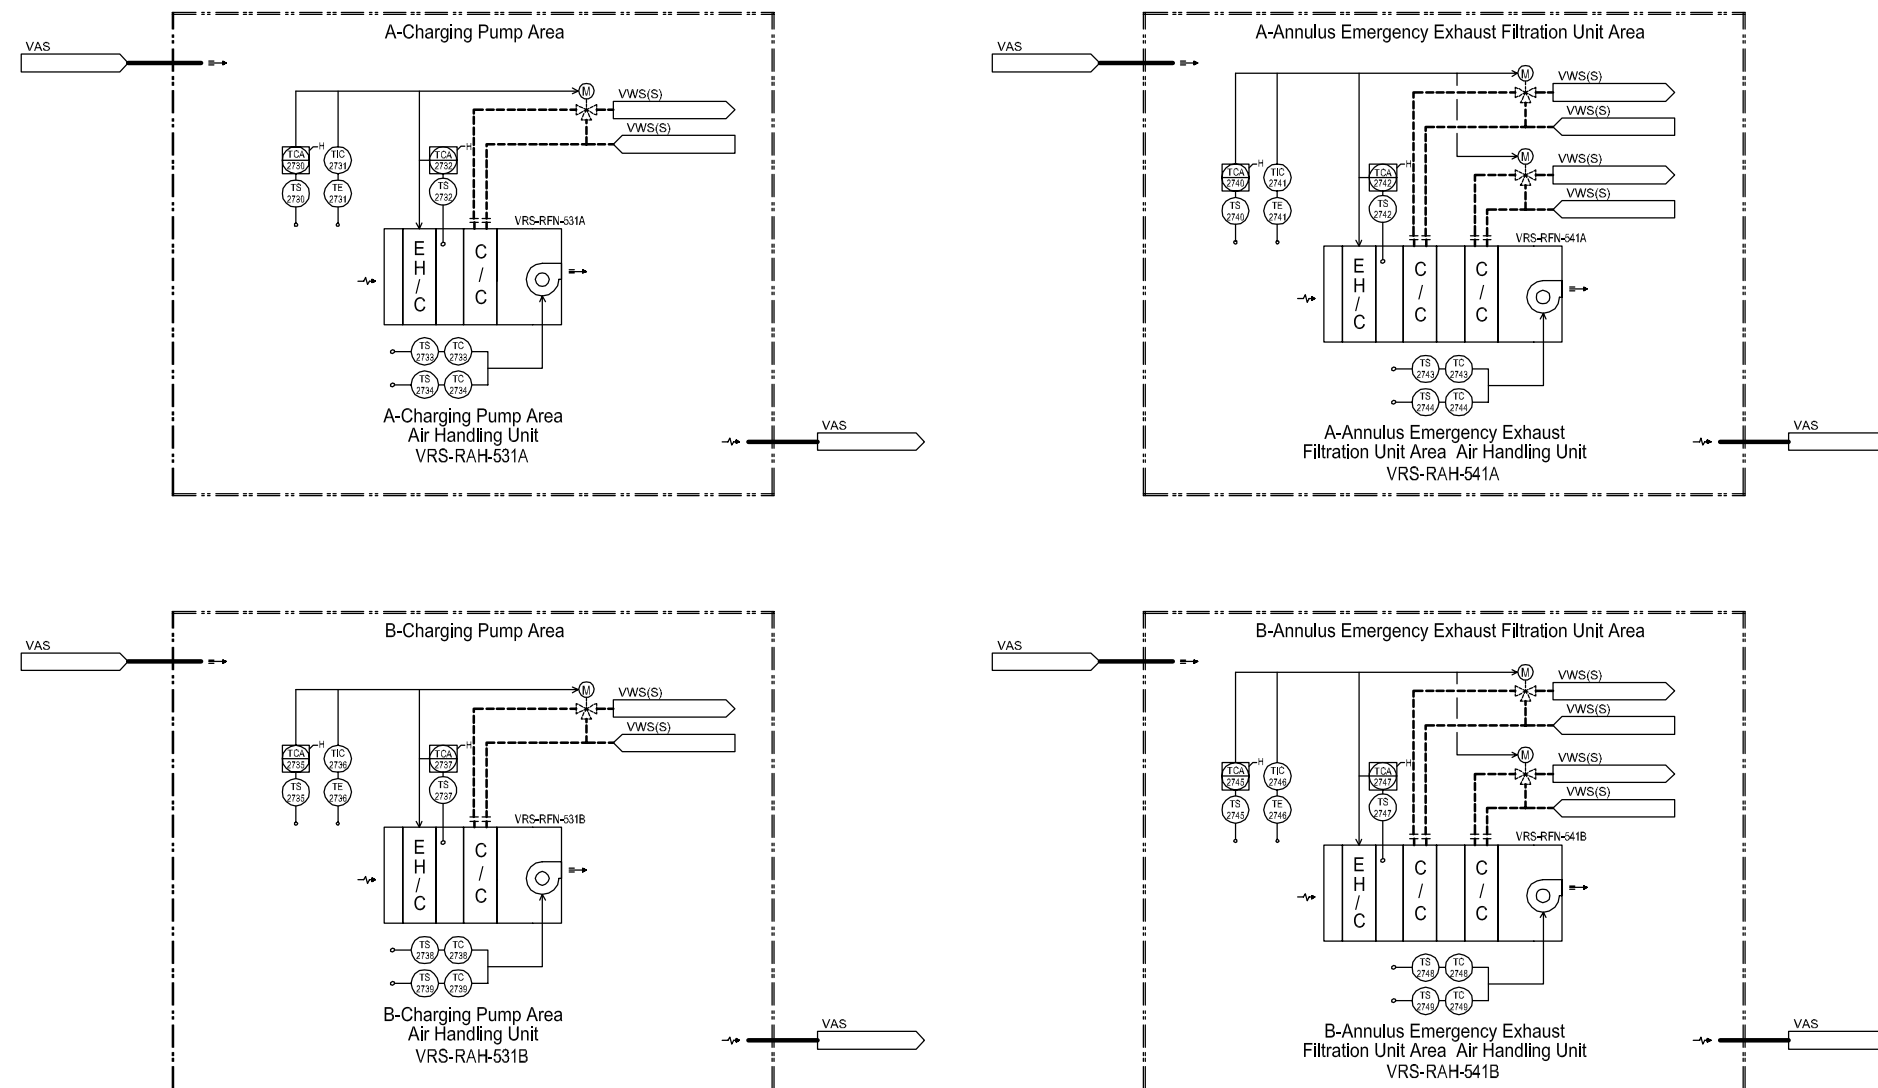 A-Charging Pump Area
VAS
M
VWS(S)
VWS(S)
TCA
2730
H
TIC
2731
TCA
2732
H
TS
2730
TE
2731
TS
2732
VRS-RFN-531A
E
H
/
C
C
/
C
TS
2733
TC
2733
TS
2734
TC
2734
A-Charging Pump Area
Air Handling Unit
VRS-RAH-531A
VAS
A-Annulus Emergency Exhaust Filtration Unit Area
VAS
M
VWS(S)
VWS(S)
M
VWS(S)
VWS(S)
TCA
2740
H
TIC
2741
TCA
2742
H
TS
2740
TE
2741
TS
2742
VRS-RFN-541A
E
H
/
C
C
/
C
C
/
C
TS
2743
TC
2743
TS
2744
TC
2744
A-Annulus Emergency Exhaust
Filtration Unit Area Air Handling Unit
VRS-RAH-541A
VAS
B-Charging Pump Area
VAS
M
VWS(S)
VWS(S)
TCA
2735
H
TIC
2736
TCA
2737
H
TS
2735
TE
2736
TS
2737
VRS-RFN-531B
E
H
/
C
C
/
C
TS
2738
TC
2738
TS
2739
TC
2739
B-Charging Pump Area
Air Handling Unit
VRS-RAH-531B
VAS
B-Annulus Emergency Exhaust Filtration Unit Area
VAS
M
VWS(S)
VWS(S)
M
VWS(S)
VWS(S)
TCA
2745
H
TIC
2746
TCA
2747
H
TS
2745
TE
2746
TS
2747
VRS-RFN-541B
E
H
/
C
C
/
C
C
/
C
TS
2748
TC
2748
TS
2749
TC
2749
B-Annulus Emergency Exhaust
Filtration Unit Area Air Handling Unit
VRS-RAH-541B
VAS